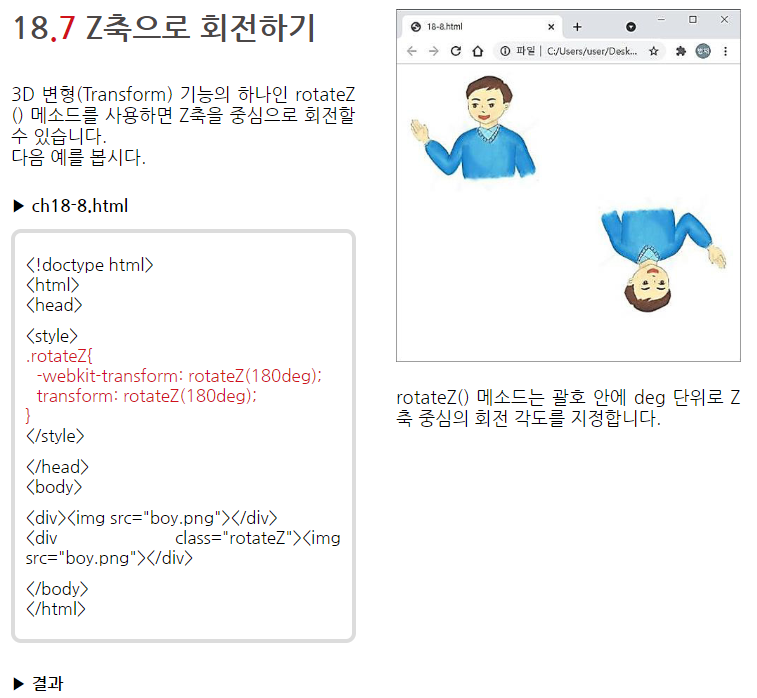 18.7 Z축으로 회전하기
3D 변형(Transform) 기능의 하나인 rotateZ
() 메소드를 사용하면 Z축을 중심으로 회전할
수 있습니다.
다음 예를 봅시다.
▶ ch18-8.html
<!doctype html>
<html>
<head>
<style>
.rotateZ{
-webkit-transform: rotateZ(180deg);
transform: rotateZ(180deg);
}
</style>
</head>
<body>
<div><img src="boy.png"></div>
<div class="rotateZ"><img
src="boy.png"></div>
</body>
</html>
▶ 결과
18-8.html
파일 | C:/Users/user/Desk...
rotateZ() 메소드는 괄호 안에 deg 단위로 Z
축 중심의 회전 각도를 지정합니다.